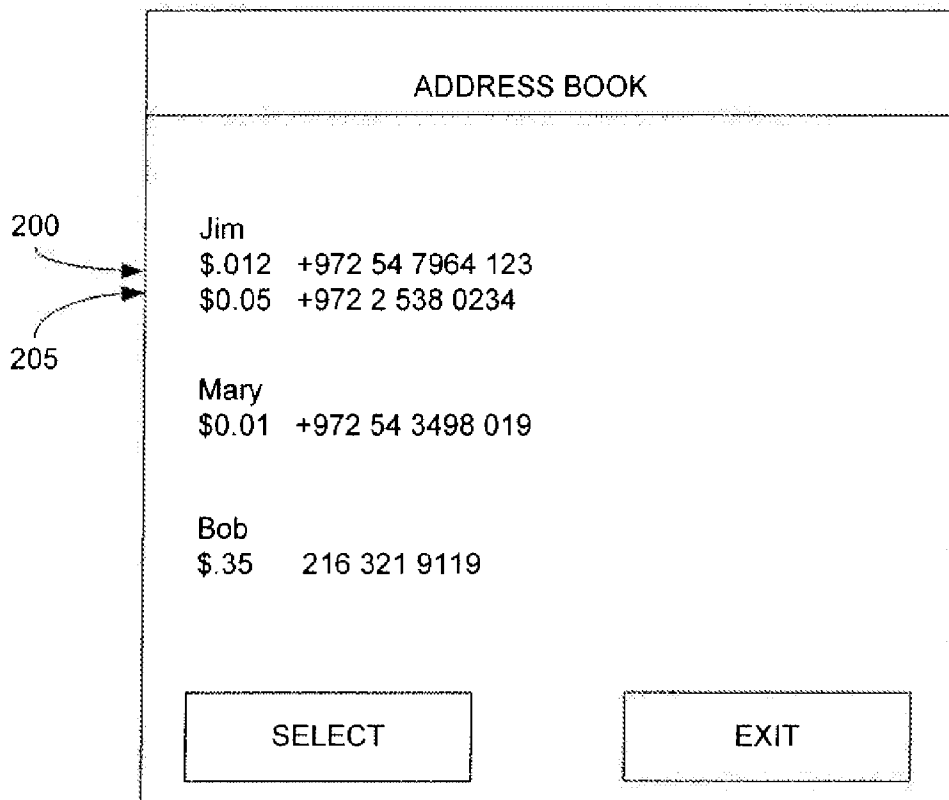 ADDRESS BOOK
200
Jim
$.012 +972 54 7964 123
$0.05 +972 2 538 0234
205
Mary
$0.01 +972 54 3498 019
Bob
$.35 216 321 9119
SELECT
EXIT